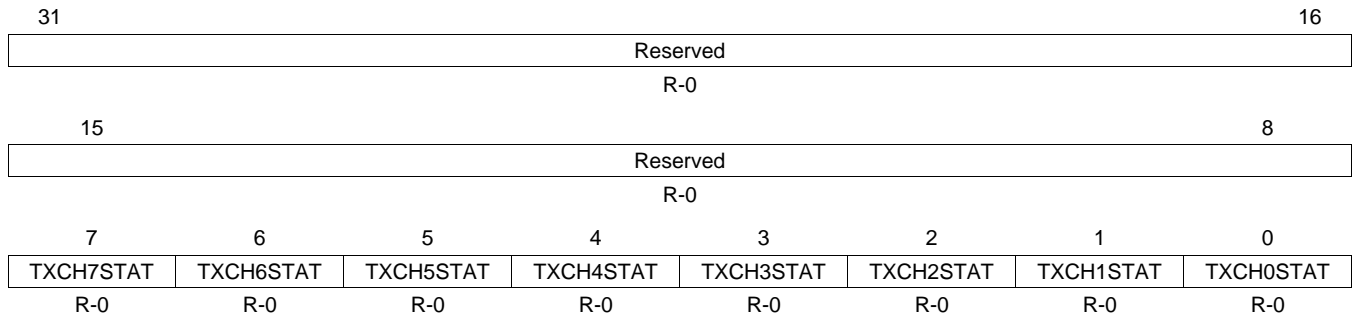 31 16
Reserved
R-0
15 8
Reserved
R-0
7 6 5 4 3 2 1 0
TXCH7STAT TXCH6STAT TXCH5STAT TXCH4STAT TXCH3STAT TXCH2STAT TXCH1STAT TXCH0STAT
R-0 R-0 R-0 R-0 R-0 R-0 R-0 R-0